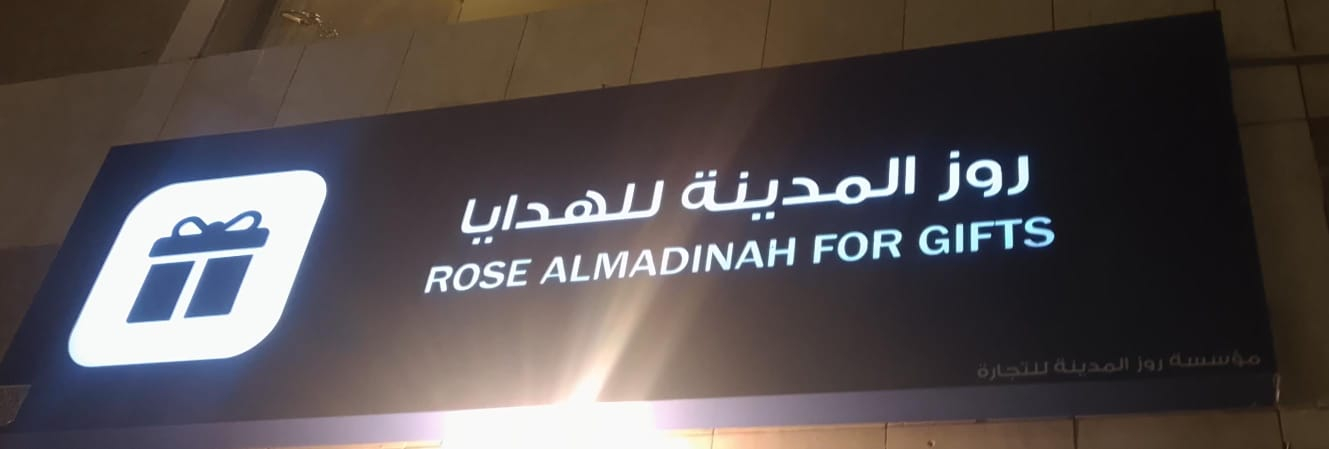 روز المدينة للهدايا
ROSE ALMADINAH FOR GIFTS
مؤسسة روز المدينة للتجارة